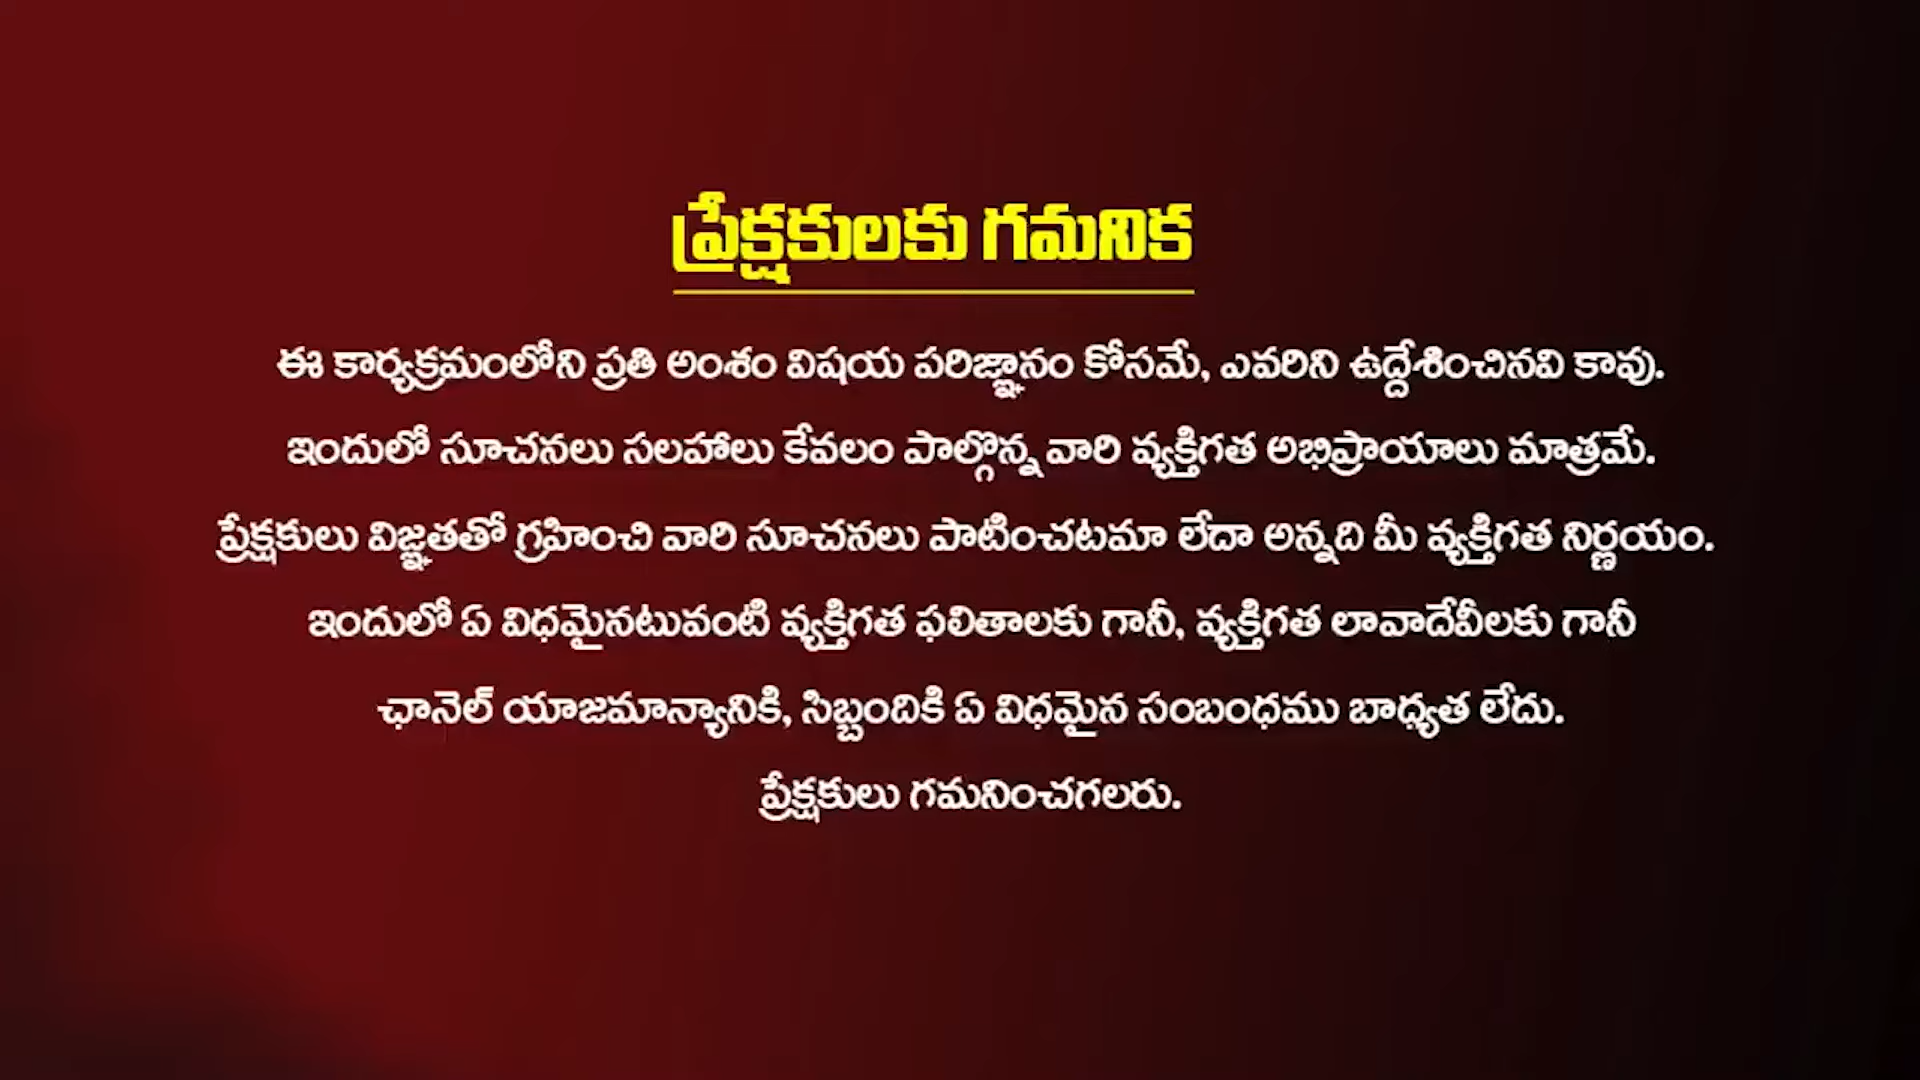 ప్రేక్షకులకు గమనిక
ఈ కార్యక్రమంలోని ప్రతి అంశం విషయ పరిజ్ఞానం కోసమే, ఎవరిని ఉద్దేశించినవి కావు.
ఇందులో సూచనలు సలహాలు కేవలం పాల్గొన్న వారి వ్యక్తిగత అభిప్రాయాలు మాత్రమే.
ప్రేక్షకులు విజ్ఞతతో గ్రహించి వారి సూచనలు పాటించటమా లేదా అన్నది మీ వ్యక్తిగత నిర్ణయం.
ఇందులో ఏ విధమైనటువంటి వ్యక్తిగత ఫలితాలకు గానీ, వ్యక్తిగత లావాదేవీలకు గానీ
ఛానెల్ యాజమాన్యానికి, సిబ్బందికి ఏ విధమైన సంబంధము బాధ్యత లేదు.
ప్రేక్షకులు గమనించగలరు.